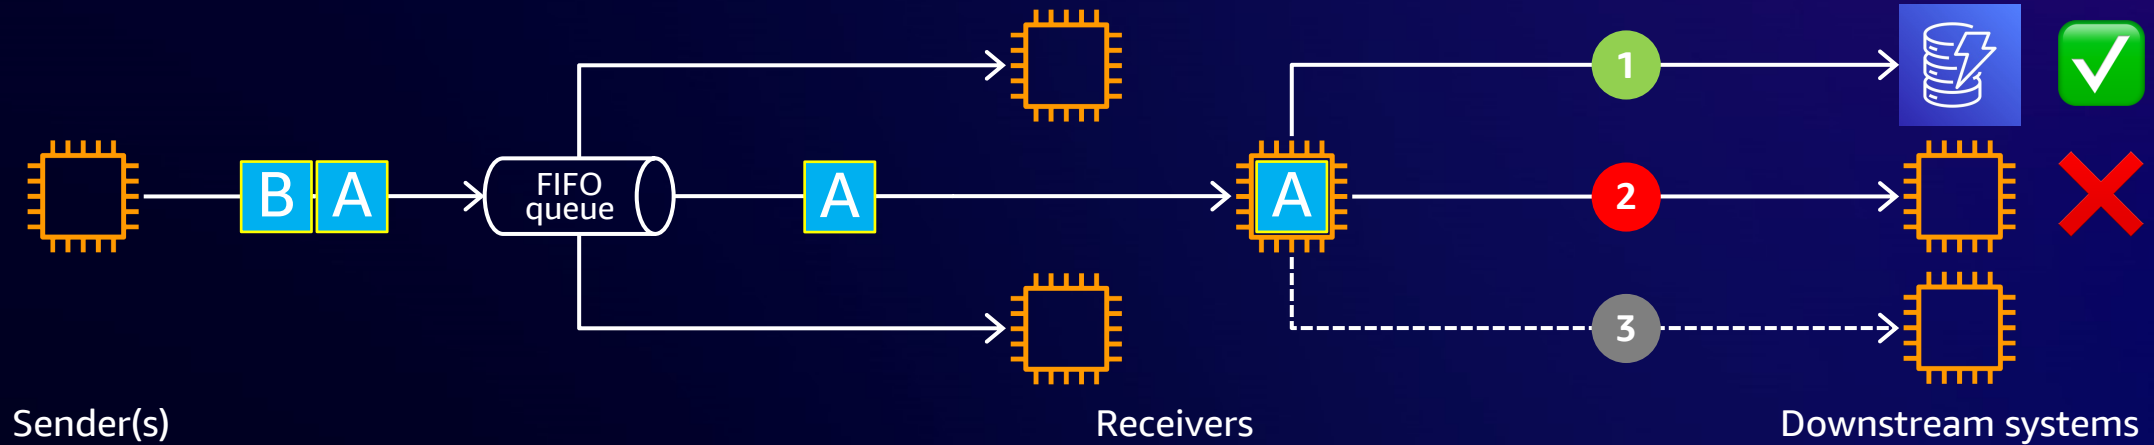 1
B A
FIFO
queue
A
A
2
3
Sender(s)
Receivers
Downstream systems